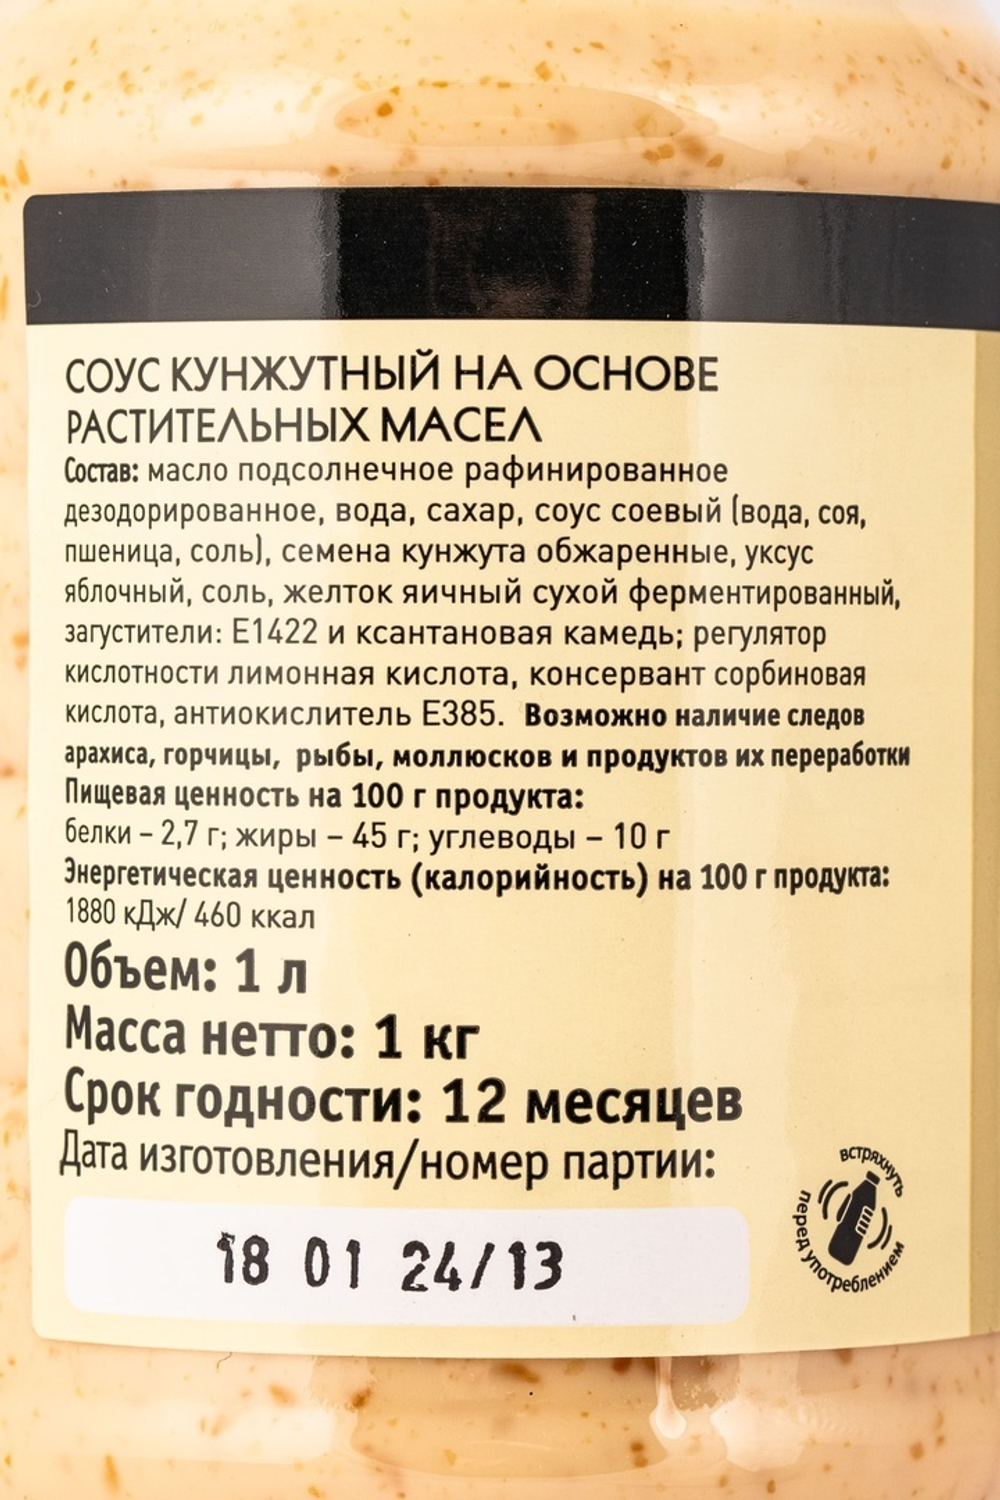 СОУС КУНЖУТНЫЙ НА ОСНОВЕ
РАСТИТЕЛЬНЫХ МАСЕЛ
Состав: масло подсолнечное рафинированное
дезодорированное, вода, сахар, соус соевый (вода, соя,
пшеница, соль), семена кунжута обжаренные, уксус
яблочный, соль, желток яичный сухой ферментированный,
загустители: Е1422 и ксантановая камедь; регулятор
кислотности лимонная кислота, консервант сорбиновая
кислота, антиокислитель Е385. Возможно наличие следов
арахиса, горчицы, рыбы, моллюсков и продуктов их переработки
Пищевая ценность на 100 г продукта:
белки – 2,7 г; жиры – 45 г; углеводы – 10 г
Энергетическая ценность (калорийность) на 100 г продукта:
1880 кДж/ 460 ккал
Объем: 1 л
Масса нетто: 1 кг
Срок годности: 12 месяцев
Дата изготовления/номер партии:
18 01 24/13
встряхнуть
перед употреблением